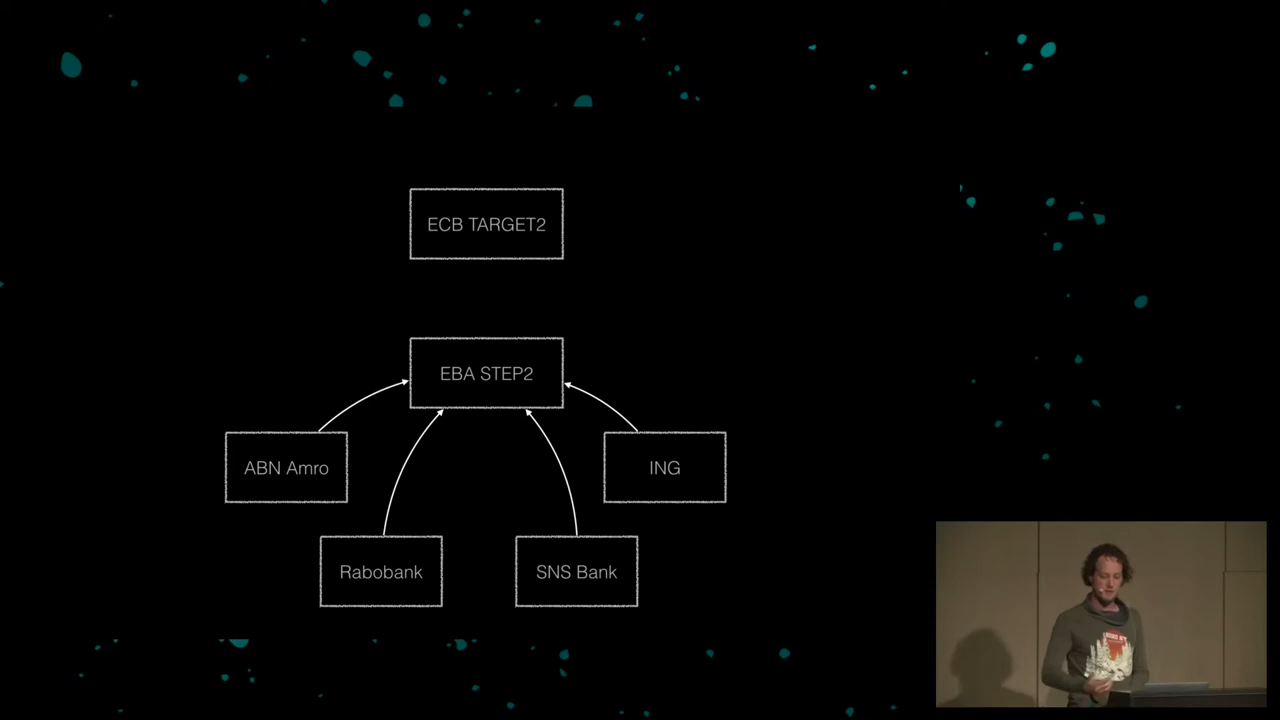 ECB TARGET2
EBA STEP2
ABN Amro
ING
Rabobank
SNS Bank